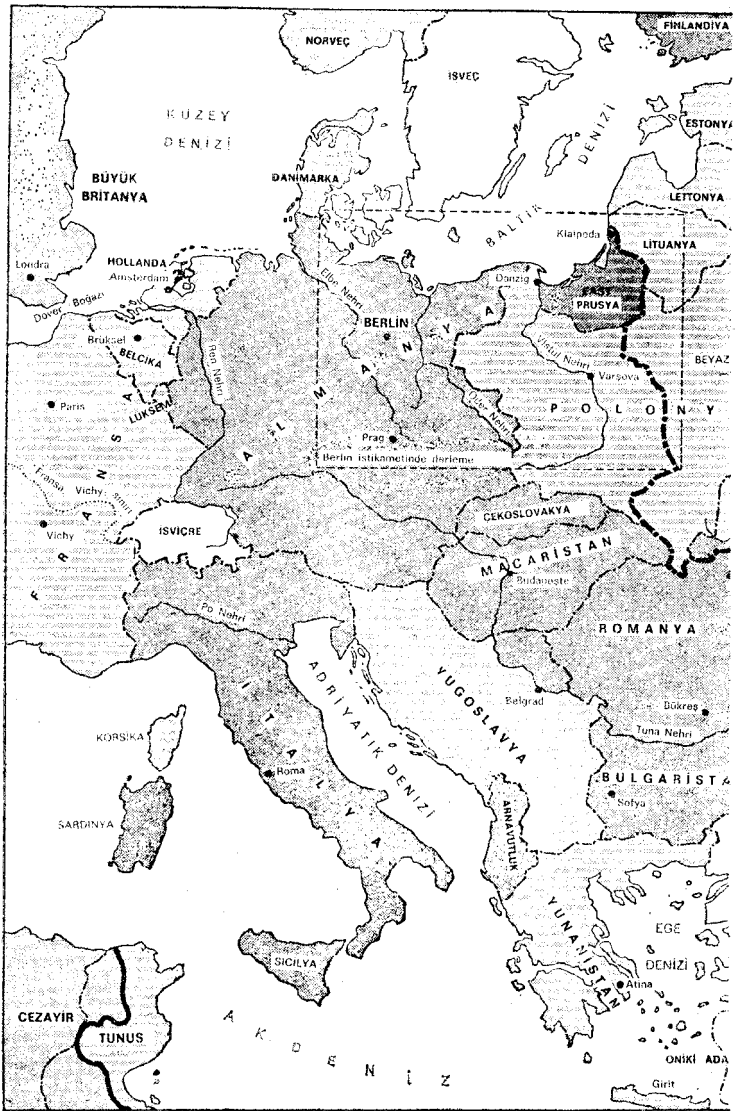 NORVEÇ
FİNLANDİYA
İSVEÇ
KUZEY
DENİZİ
ESTONYA
BÜYÜK
BRİTANYA
DANİMARKA
BALTIK
DENİZİ
LETTONYA
Klaipeda
LİTUANYA
HOLLANDA
Londra
Amsterdam
Danzig
EAST
PRUSYA
Dover Boğazı
Elbe Nehri
BERLİN
Brüksel
BELÇİKA
Ren Nehri
Vistül Nehri
BEYAZ
Varşova
LÜKSEM
Paris
ALMANYA
Oder Nehri
POLONY
Prag
Berlin istikametinde ilerleme
Fransa
Vichy sınırı
Vichy
FRANSA
İSVİÇRE
ÇEKOSLOVAKYA
MACARİSTAN
Budapeşte
Po Nehri
ROMANYA
İTALYA
ADRİYATİK DENİZİ
YUGOSLAVYA
Belgrad
Bükreş
Tuna Nehri
KORSİKA
Roma
BULGARİSTA
Sofya
SARDİNYA
ARNAVUTLUK
YUNANİSTAN
EGE
DENİZİ
SİCİLYA
Atina
CEZAYİR
TUNUS
AKDENİZ
ONİKİ ADA
Girit